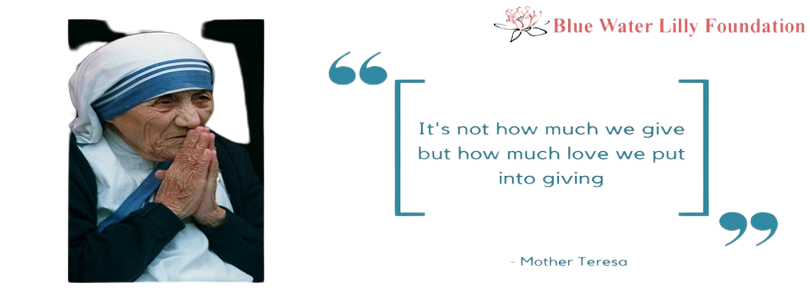 Blue Water Lilly Foundation
It's not how much we give
but how much love we put
into giving
- Mother Teresa